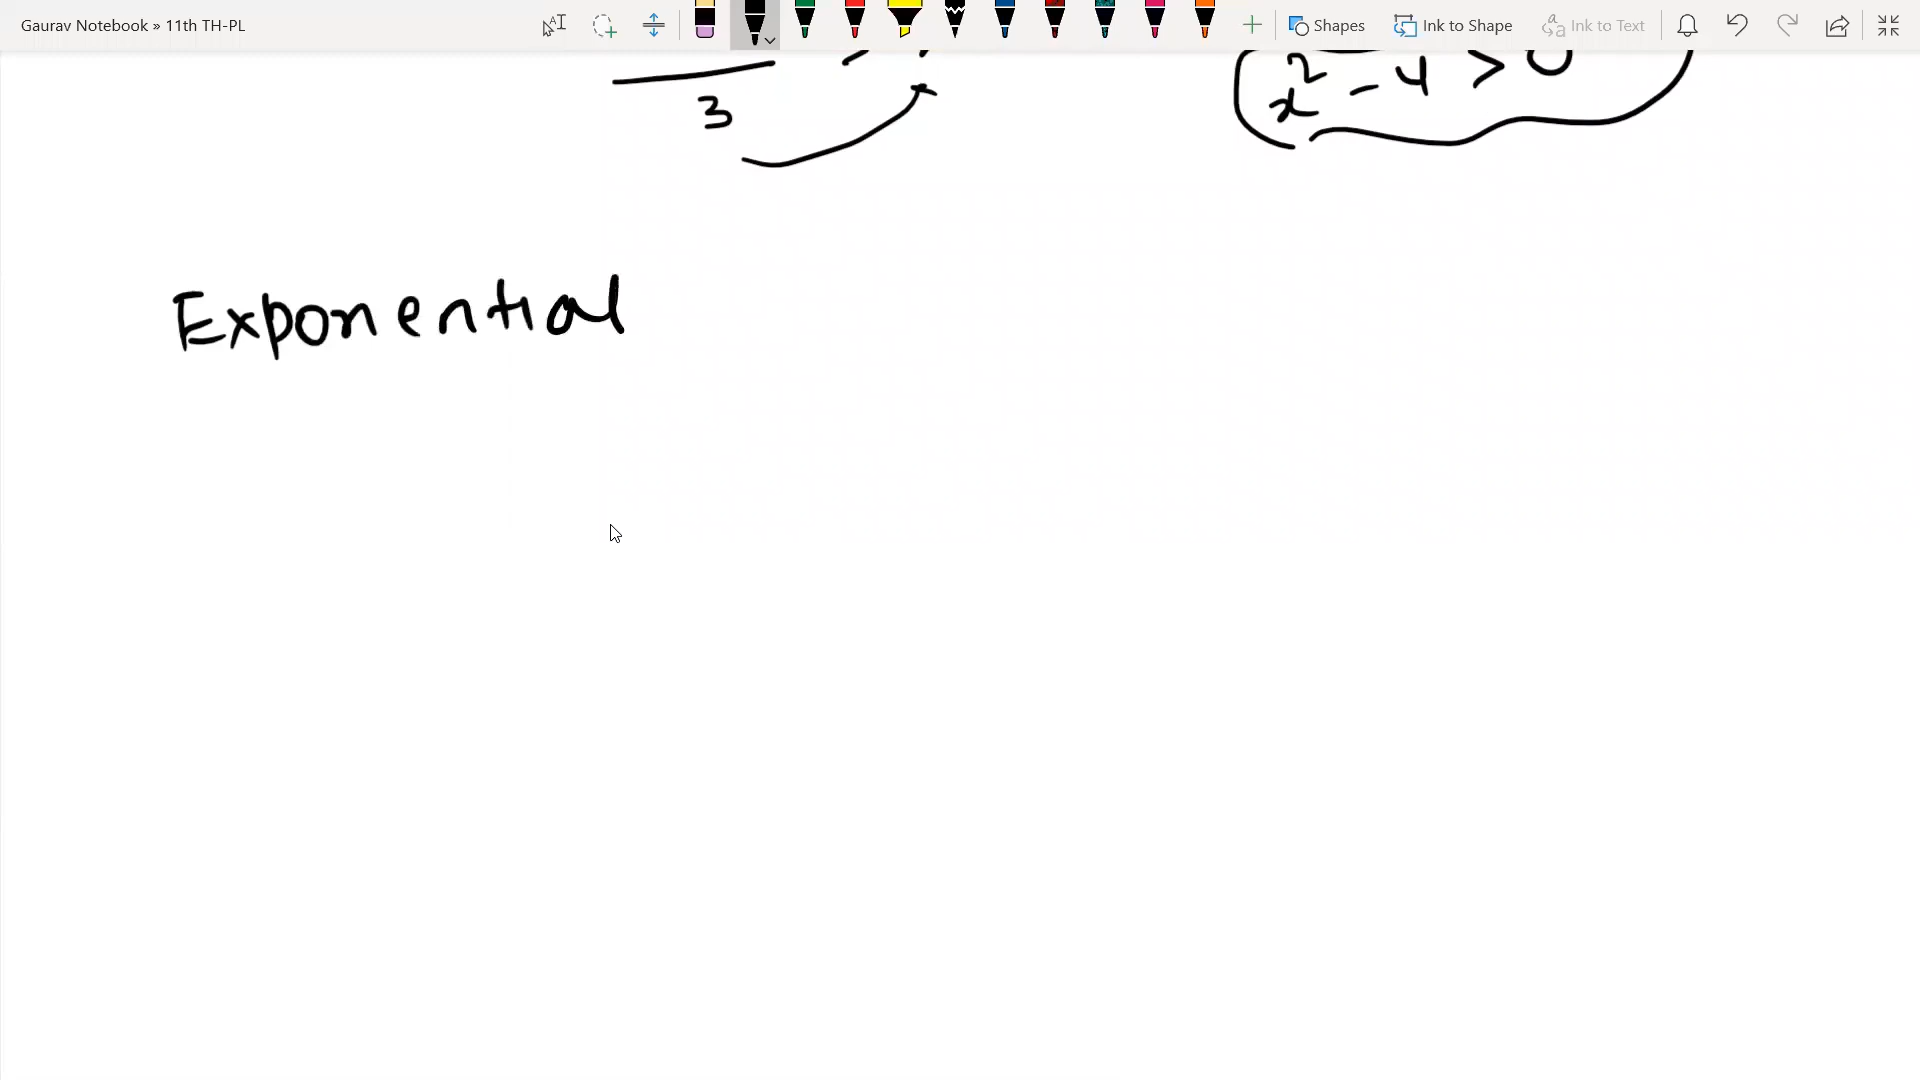 Gaurav Notebook » 11th TH-PL
Shapes
Ink to Shape
Ink to Text
x² - 4 > 0
3
Exponential